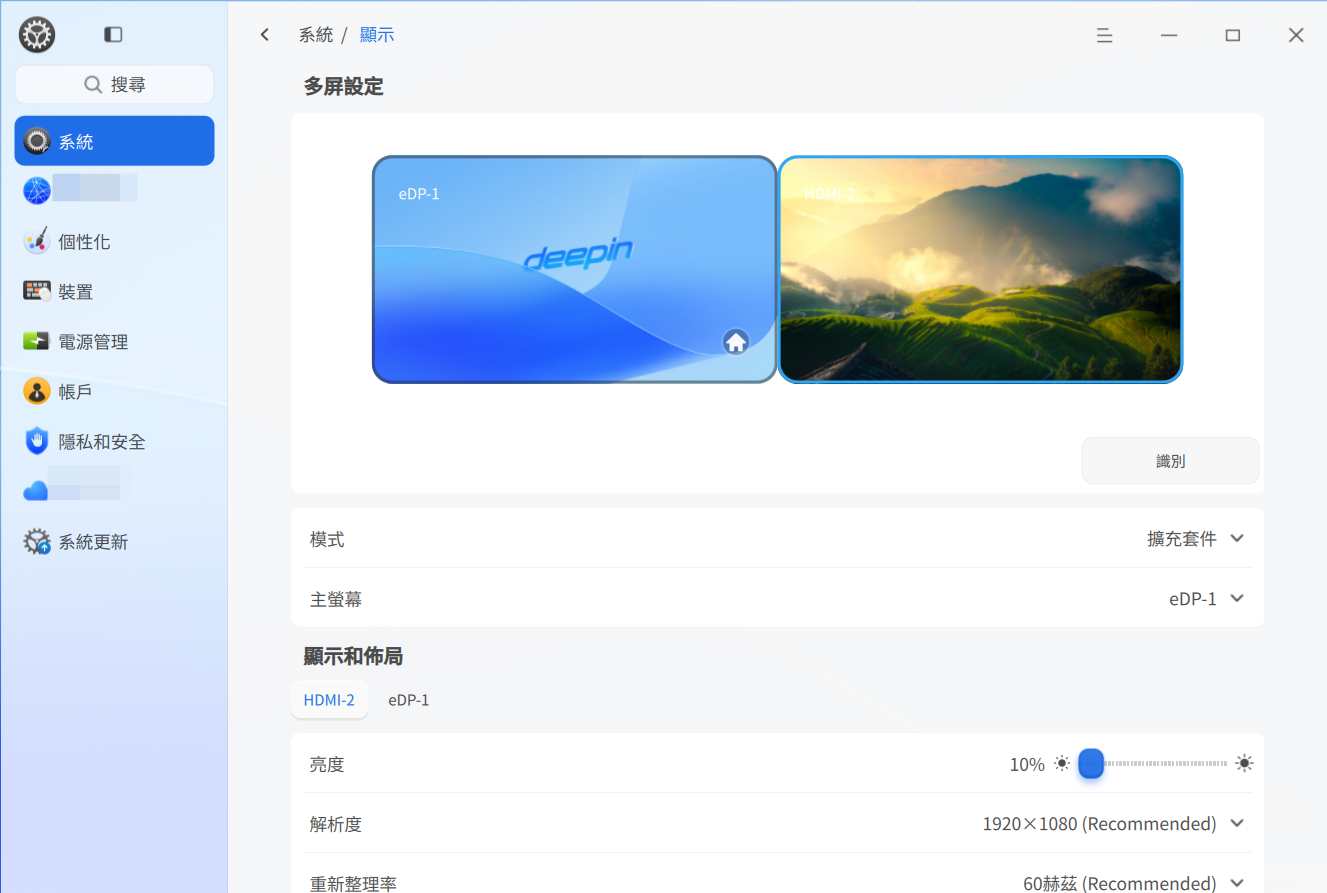 系統 / 顯示
搜尋
系統
個性化
裝置
電源管理
帳戶
隱私和安全
系統更新
多屏設定
eDP-1
deepin
HDMI-2
識別
模式 擴充套件
主螢幕 eDP-1
顯示和佈局
HDMI-2 eDP-1
亮度 10%
解析度 1920×1080 (Recommended)
重新整理率 60赫茲 (Recommended)